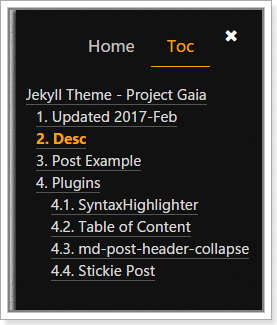 Home Toc ✖
Jekyll Theme - Project Gaia
1. Updated 2017-Feb
2. Desc
3. Post Example
4. Plugins
4.1. SyntaxHighlighter
4.2. Table of Content
4.3. md-post-header-collapse
4.4. Stickie Post